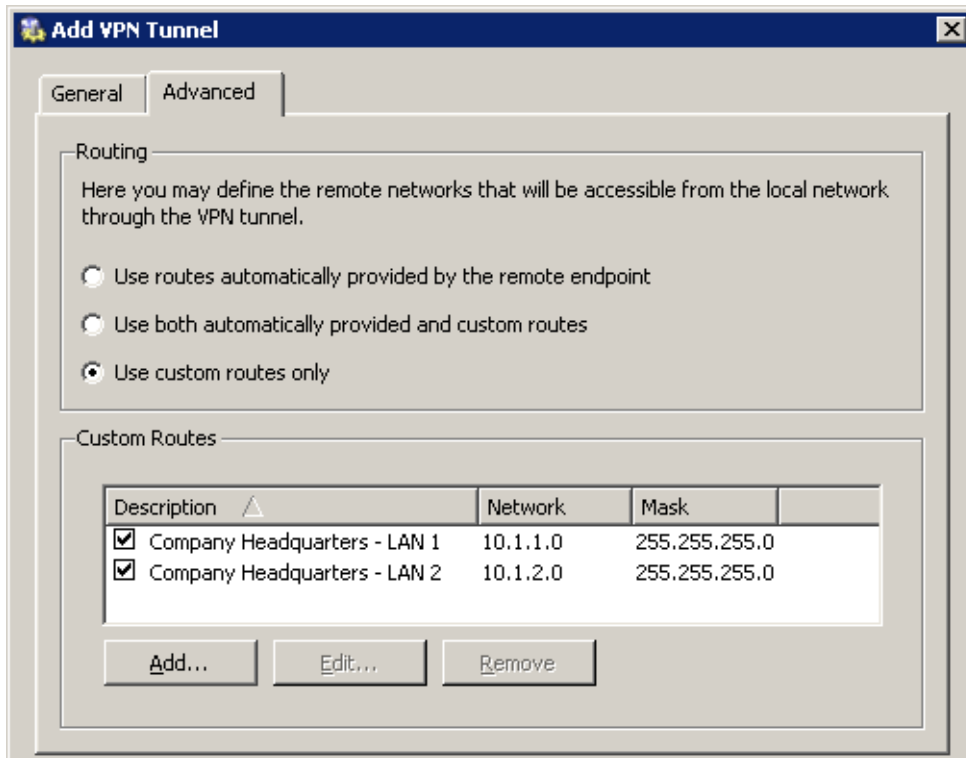 Add VPN Tunnel
General Advanced
Routing
Here you may define the remote networks that will be accessible from the local network
through the VPN tunnel.
Use routes automatically provided by the remote endpoint
Use both automatically provided and custom routes
Use custom routes only
Custom Routes
Description Network Mask
Company Headquarters - LAN 1 10.1.1.0 255.255.255.0
Company Headquarters - LAN 2 10.1.2.0 255.255.255.0
Add... Edit... Remove